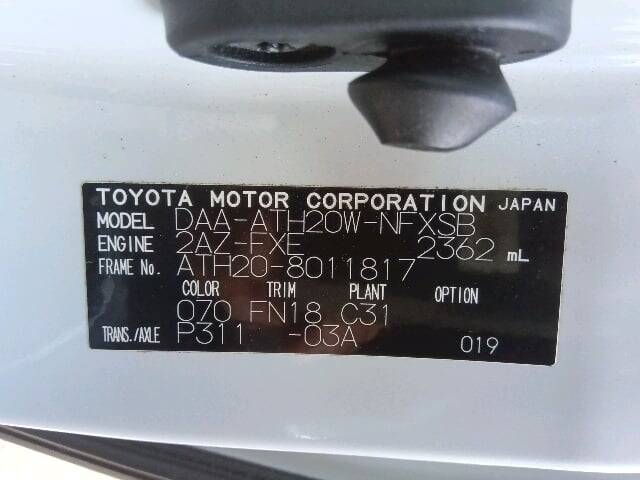 TOYOTA MOTOR CORPORATION JAPAN
MODEL DAA-ATH20W-NFXSB
ENGINE 2AZ-FXE 2362 mL
FRAME No. ATH20-8011817
COLOR TRIM PLANT OPTION
070 FN18 C31
TRANS./AXLE P311 -03A 019